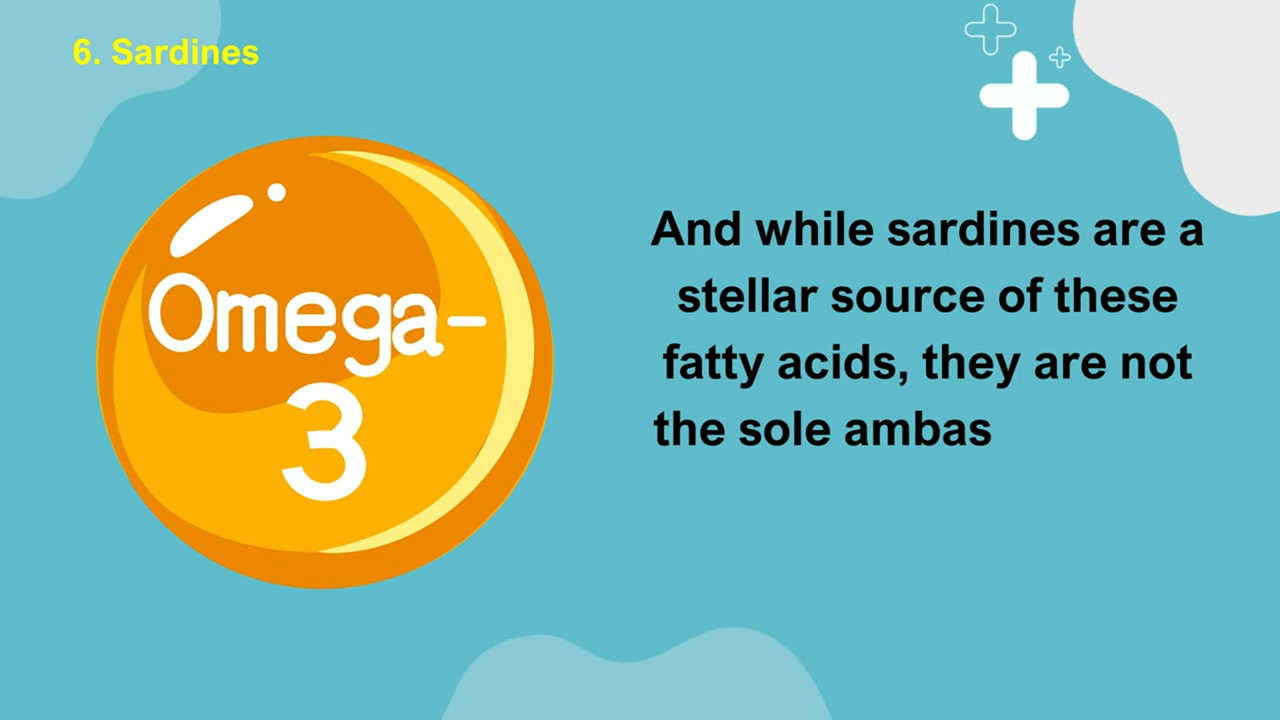 6. Sardines
Omega-
3
And while sardines are a
stellar source of these
fatty acids, they are not
the sole ambas